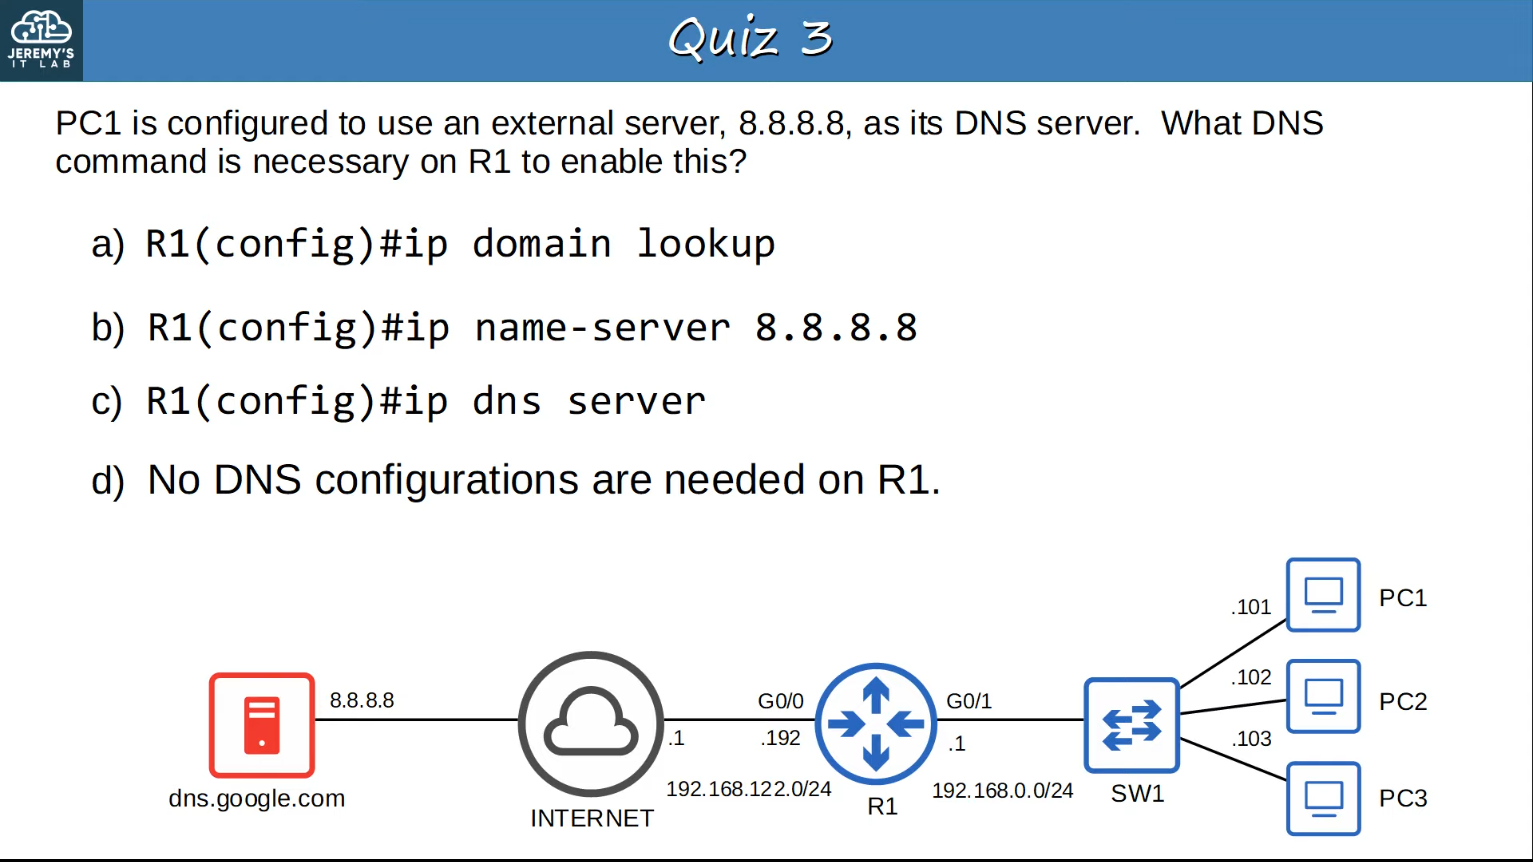 JEREMY'S
IT LAB
Quiz 3
PC1 is configured to use an external server, 8.8.8.8, as its DNS server.  What DNS
command is necessary on R1 to enable this?
a) R1(config)#ip domain lookup
b) R1(config)#ip name-server 8.8.8.8
c) R1(config)#ip dns server
d) No DNS configurations are needed on R1.
8.8.8.8
dns.google.com
INTERNET
.1
G0/0
.192
192.168.122.0/24
R1
G0/1
.1
192.168.0.0/24
SW1
.101
PC1
.102
PC2
.103
PC3